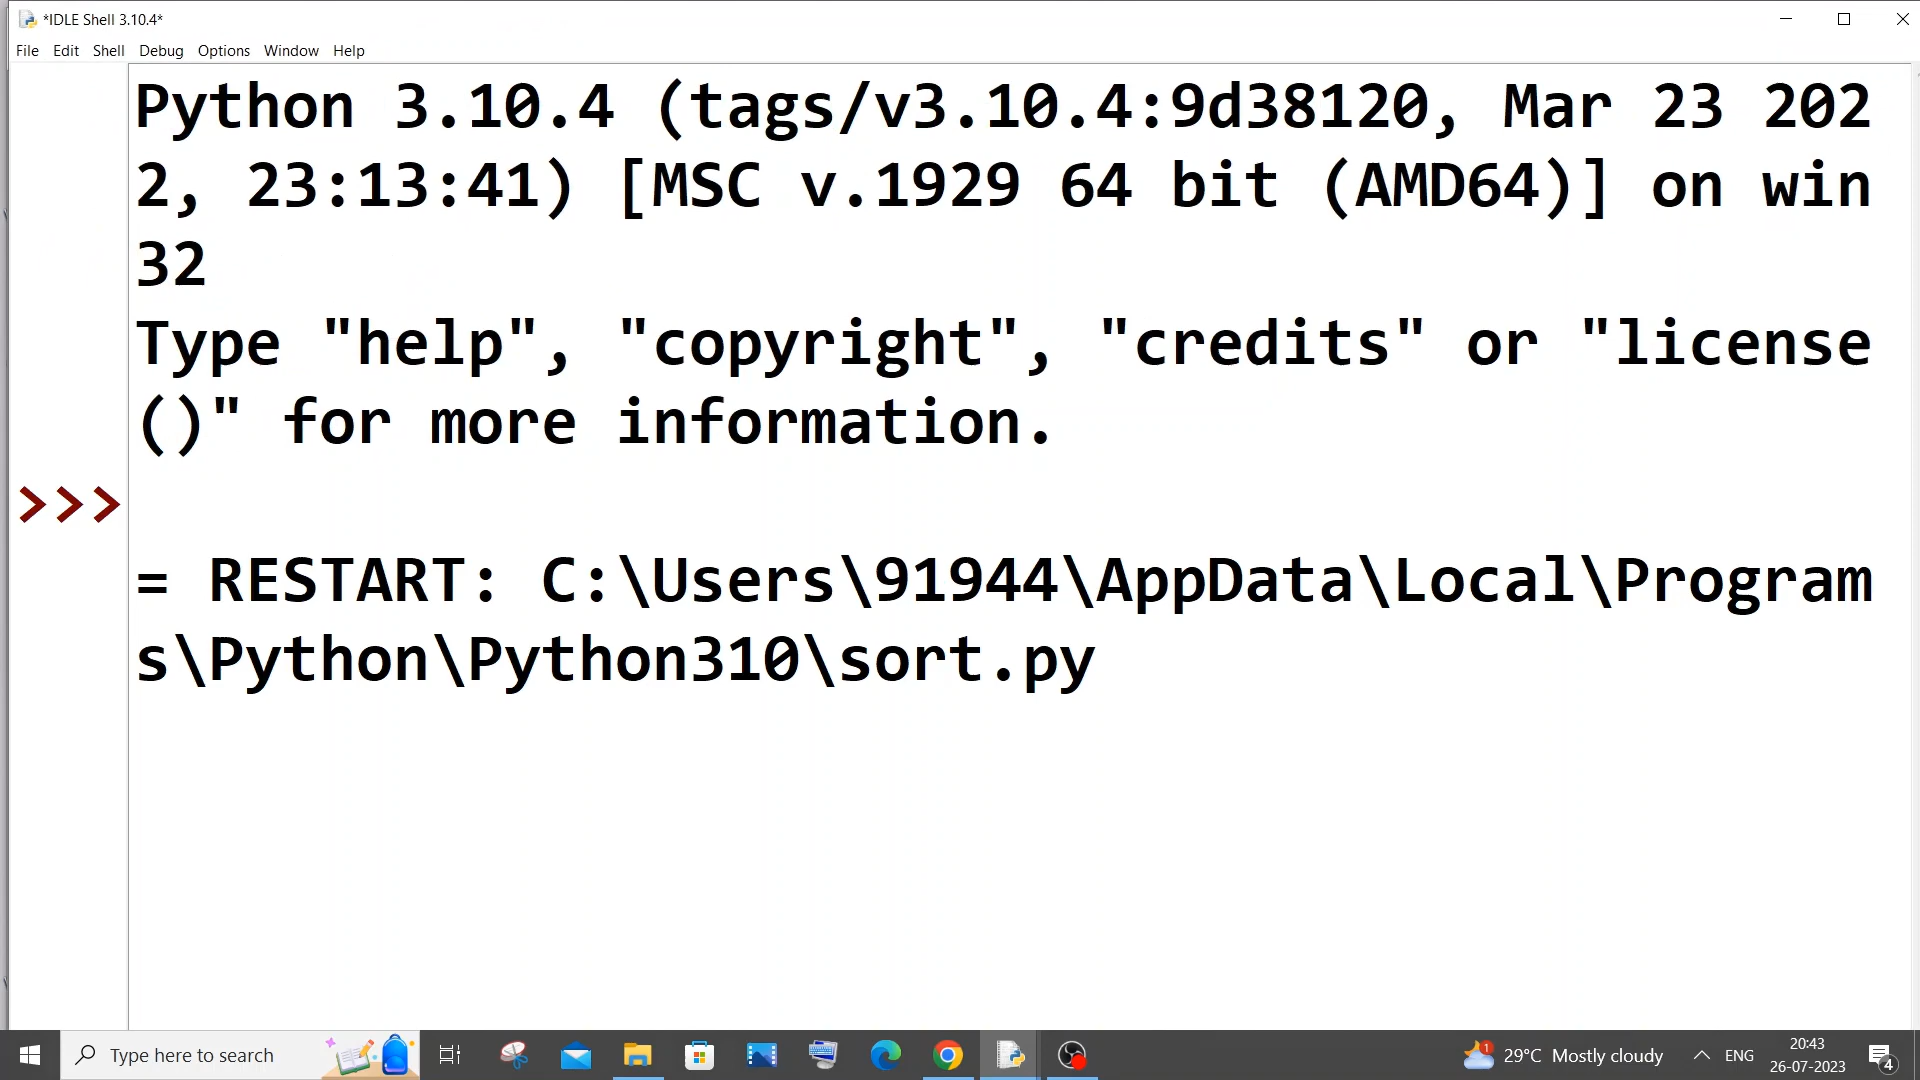 *IDLE Shell 3.10.4*
File Edit Shell Debug Options Window Help
Python 3.10.4 (tags/v3.10.4:9d38120, Mar 23 202
2, 23:13:41) [MSC v.1929 64 bit (AMD64)] on win
32
Type "help", "copyright", "credits" or "license
()" for more information.
>>>
= RESTART: C:\Users\91944\AppData\Local\Program
s\Python\Python310\sort.py
Type here to search
1
29°C Mostly cloudy
ENG
20:43
26-07-2023
4